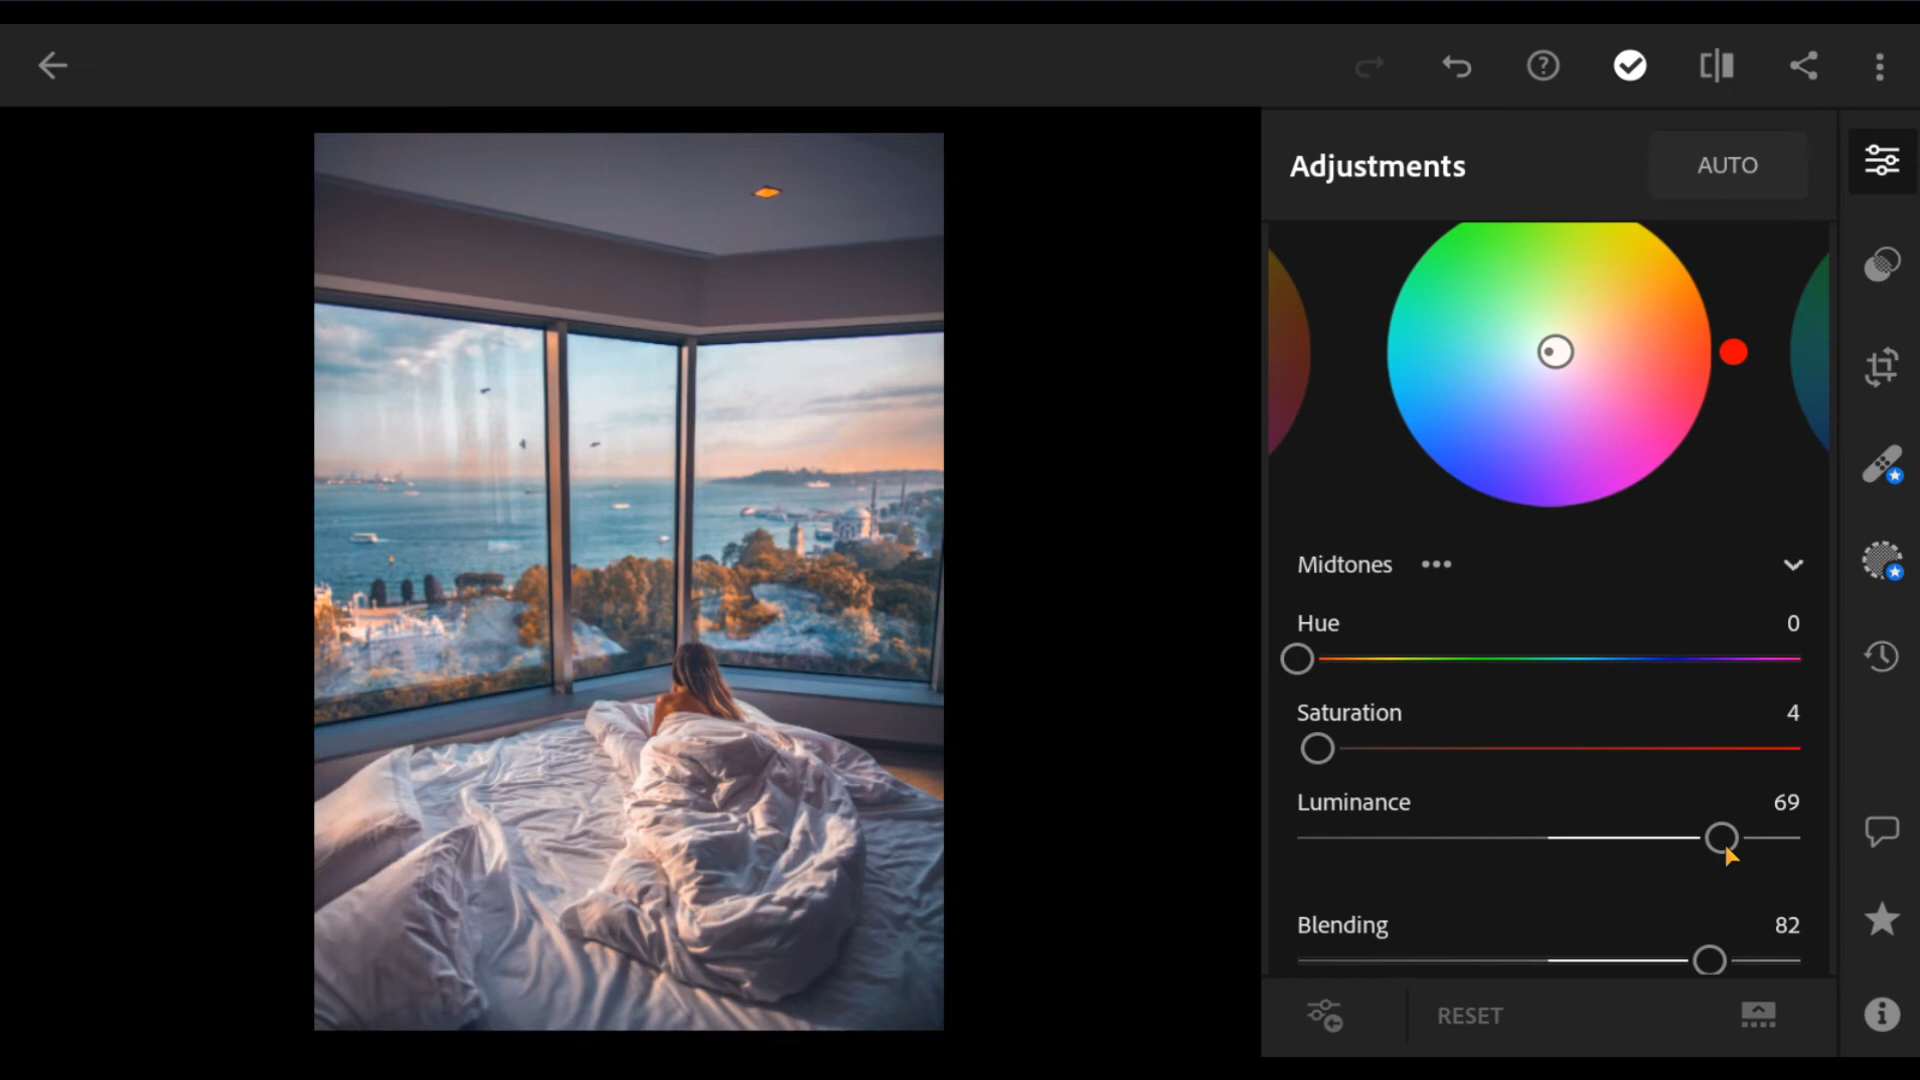 Adjustments
AUTO
Midtones
Hue 0
Saturation 4
Luminance 69
Blending 82
RESET